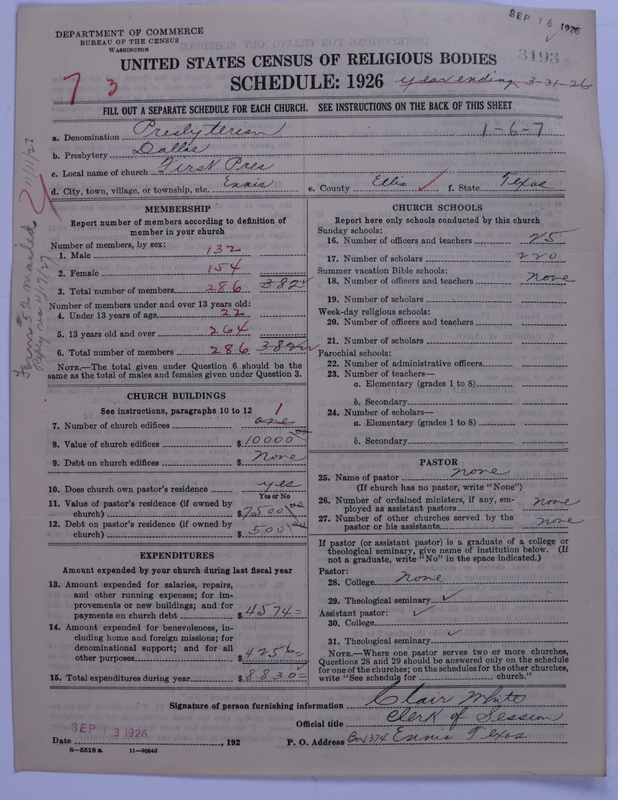 SEP 16 1926
DEPARTMENT OF COMMERCE
BUREAU OF THE CENSUS
WASHINGTON
3193
UNITED STATES CENSUS OF RELIGIOUS BODIES
SCHEDULE: 1926 year ending 3-31-26
7 3
FILL OUT A SEPARATE SCHEDULE FOR EACH CHURCH. SEE INSTRUCTIONS ON THE BACK OF THIS SHEET
a. Denomination Presbyterian 1-6-7
b. Presbytery Dallas
c. Local name of church First Pres
d. City, town, village, or township, etc. Ennis e. County Ellis f. State Texas
MEMBERSHIP
Report number of members according to definition of member in your church
Number of members, by sex:
1. Male 132
2. Female 154
3. Total number of members 286 382
Number of members under and over 13 years old:
4. Under 13 years of age 22
5. 13 years old and over 264
6. Total number of members 286 382
NOTE.—The total given under Question 6 should be
same as the total of males and females given under Question 3.
CHURCH BUILDINGS
See instructions, paragraphs 10 to 12 1
7. Number of church edifices one
8. Value of church edifices $10000 00
9. Debt on church edifices $ None
10. Does church own pastor's residence yes
Yes or No
11. Value of pastor's residence (if owned by
church) $7500 00
12. Debt on pastor's residence (if owned by
church) $ 500 00
EXPENDITURES
Amount expended by your church during last fiscal year
13. Amount expended for salaries, repairs,
and other running expenses; for im-
provements or new buildings; and for
payments on church debt $4574=
14. Amount expended for benevolences, in-
cluding home and foreign missions; for
denominational support; and for all
other purposes $4256=
15. Total expenditures during year $8830=
CHURCH SCHOOLS
Report here only schools conducted by this church
Sunday schools:
16. Number of officers and teachers 25
17. Number of scholars 220
Summer vacation Bible schools:
18. Number of officers and teachers none
19. Number of scholars
Week-day religious schools:
20. Number of officers and teachers
21. Number of scholars
Parochial schools:
22. Number of administrative officers
23. Number of teachers—
a. Elementary (grades 1 to 8)
b. Secondary
24. Number of scholars—
a. Elementary (grades 1 to 8)
b. Secondary
PASTOR
25. Name of pastor none
(If church has no pastor, write "None")
26. Number of ordained ministers, if any, em-
ployed as assistant pastors none
27. Number of other churches served by the
pastor or his assistants none
If pastor (or assistant pastor) is a graduate of a college or
theological seminary, give name of institution below. (If
not a graduate, write "No" in the space indicated.)
Pastor:
28. College None
29. Theological seminary
Assistant pastor:
30. College
31. Theological seminary
NOTE.—Where one pastor serves two or more churches,
Questions 28 and 29 should be answered only on the schedule
for one of the churches; on the schedules for the other churches,
write "See schedule for church."
Signature of person furnishing information Clair White
Official title Clerk of Session
Date SEP 13 1926, 192 P. O. Address Box 374 Ennis Texas
8-5518 a